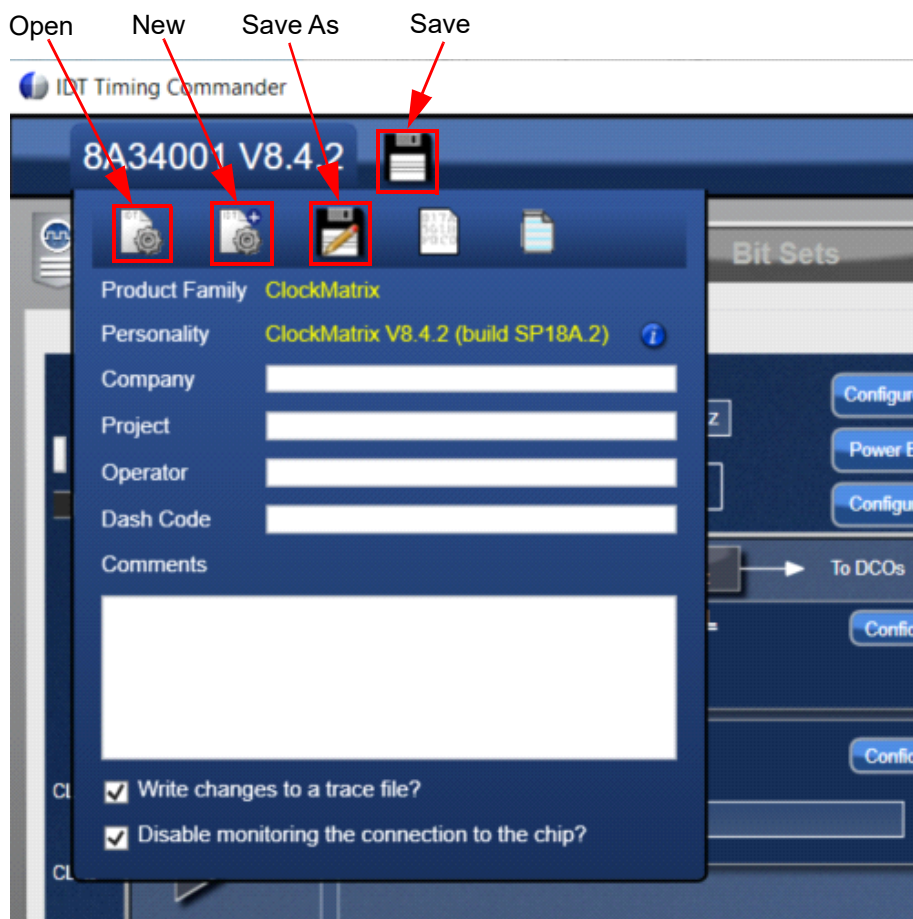 Open New Save As Save
IDT Timing Commander
8A34001 V8.4.2
Bit Sets
Product Family ClockMatrix
Personality ClockMatrix V8.4.2 (build SP18A.2)
Company
Configur
Project
z
Power
Operator
Configur
Dash Code
Comments
To DCOs
Write changes to a trace file?
Disable monitoring the connection to the chip?